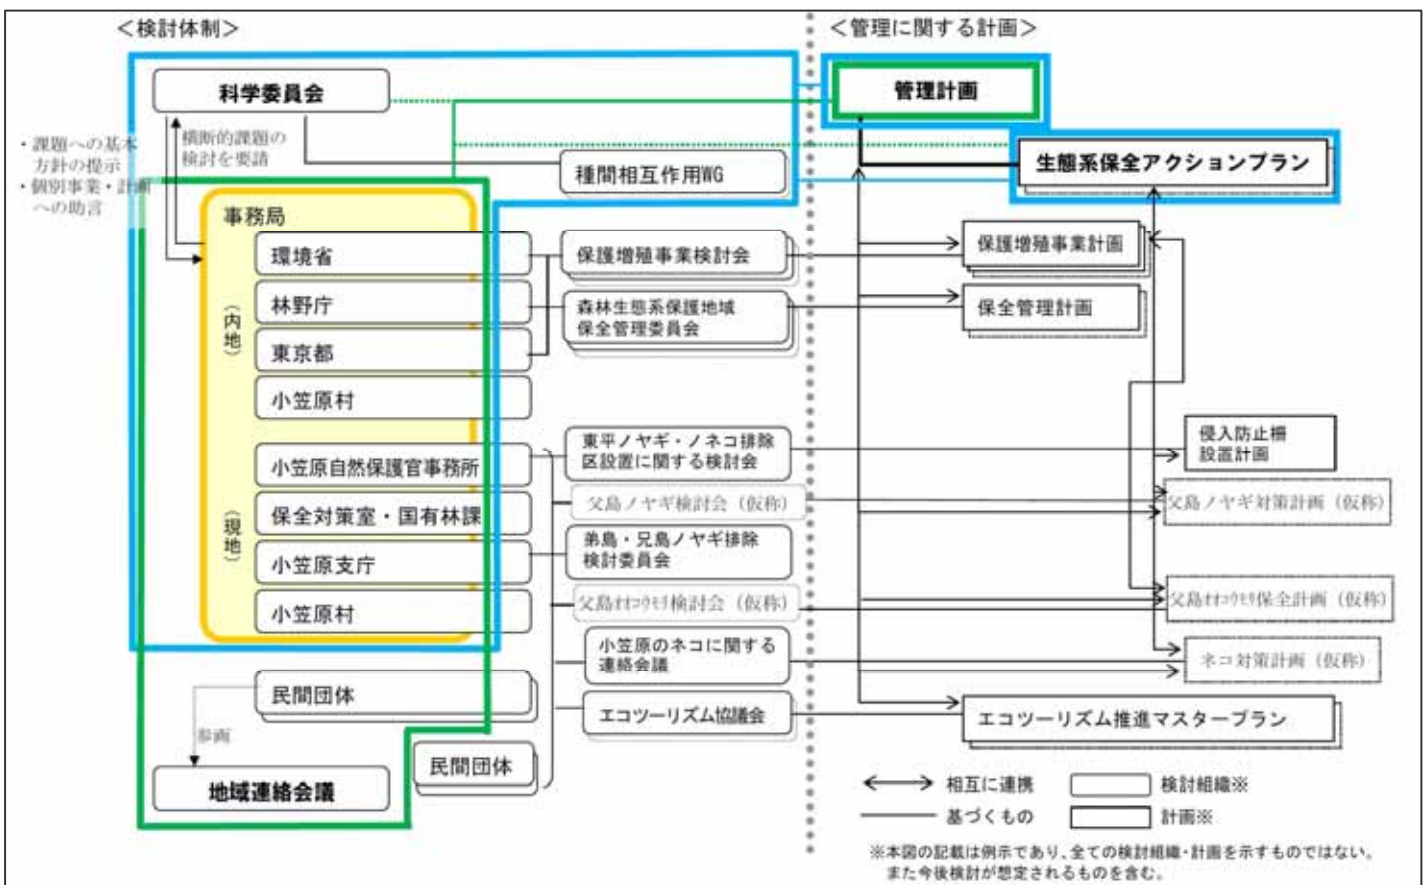 ＜検討体制＞
＜管理に関する計画＞
科学委員会
管理計画
・課題への基本
方針の提示
・個別事業・計画
への助言
横断的課題の
検討を要請
種間相互作用WG
生態系保全アクションプラン
事務局
環境省
林野庁
（内地）
東京都
小笠原村
保護増殖事業検討会
森林生態系保護地域
保全管理委員会
保護増殖事業計画
保全管理計画
小笠原自然保護官事務所
保全対策室・国有林課
（現地）
小笠原支庁
小笠原村
東平ノヤギ・ノネコ排除
区設置に関する検討会
父島ノヤギ検討会（仮称）
弟島・兄島ノヤギ排除
検討委員会
父島ｵｵｺｳﾓﾘ検討会（仮称）
小笠原のネコに関する
連絡会議
エコツーリズム協議会
侵入防止柵
設置計画
父島ノヤギ対策計画（仮称）
父島ｵｵｺｳﾓﾘ保全計画（仮称）
ネコ対策計画（仮称）
エコツーリズム推進マスタープラン
民間団体
参画
民間団体
地域連絡会議
相互に連携
検討組織※
基づくもの
計画※
※本図の記載は例示であり、全ての検討組織・計画を示すものではない。
また今後検討が想定されるものを含む。